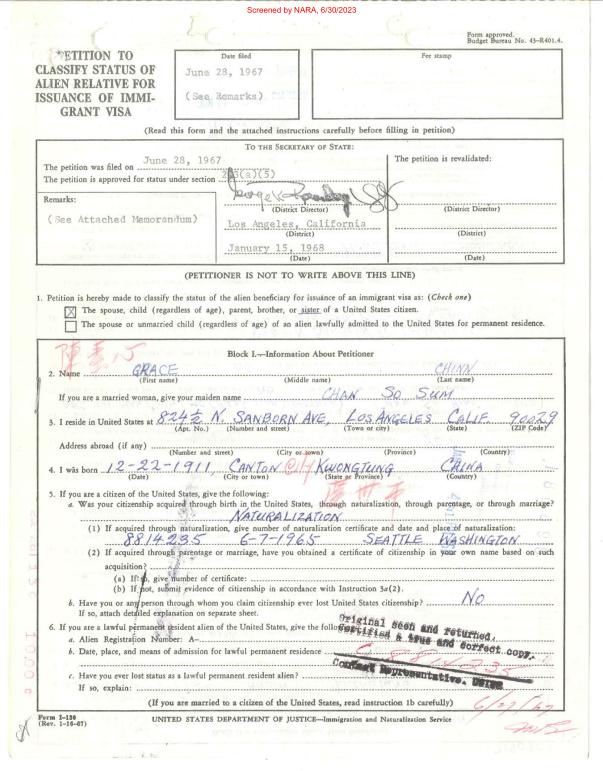 Screened by NARA, 6/30/2023
Form approved.
Budget Bureau No. 43-R401.4.
PETITION TO
CLASSIFY STATUS OF
ALIEN RELATIVE FOR
ISSUANCE OF IMMI-
GRANT VISA
Date filed
June 28, 1967
(See Remarks)
Fee stamp
(Read this form and the attached instructions carefully before filling in petition)
TO THE SECRETARY OF STATE:
The petition was filed on June 28, 1967
The petition is approved for status under section 203(a)(5)
The petition is revalidated:
Remarks:
(See Attached Memorandum)
(District Director)
Los Angeles, California
(District)
January 15, 1968
(Date)
(District Director)
(District)
(Date)
(PETITIONER IS NOT TO WRITE ABOVE THIS LINE)
1. Petition is hereby made to classify the status of the alien beneficiary for issuance of an immigrant visa as: (Check one)
X The spouse, child (regardless of age), parent, brother, or sister of a United States citizen.
The spouse or unmarried child (regardless of age) of an alien lawfully admitted to the United States for permanent residence.
Block I.—Information About Petitioner
2. Name GRACE CHINN
(First name) (Middle name) (Last name)
If you are a married woman, give your maiden name CHAN SO SUM
3. I reside in United States at 824½ N. SANBORN AVE, LOS ANGELES CALIF. 90029
(Apt. No.) (Number and street) (Town or city) (State) (ZIP Code)
Address abroad (if any)
(Number and street) (City or town) (Province) (Country)
4. I was born 12-22-1911, CANTON City KWONGTUNG CHINA
(Date) (City or town) (State or Province) (Country)
5. If you are a citizen of the United States, give the following:
a. Was your citizenship acquired through birth in the United States, through naturalization, through parentage, or through marriage?
NATURALIZATION
(1) If acquired through naturalization, give number of naturalization certificate and date and place of naturalization:
8814235 6-7-1965 SEATTLE WASHINGTON
(2) If acquired through parentage or marriage, have you obtained a certificate of citizenship in your own name based on such
acquisition?
(a) If so, give number of certificate:
(b) If not, submit evidence of citizenship in accordance with Instruction 3a(2).
b. Have you or any person through whom you claim citizenship ever lost United States citizenship? NO
If so, attach detailed explanation on separate sheet.
6. If you are a lawful permanent resident alien of the United States, give the following:
Original seen and returned.
a. Alien Registration Number: A–
Certified a true and correct copy.
b. Date, place, and means of admission for lawful permanent residence
C 8814235
Contact Representative.
c. Have you ever lost status as a lawful permanent resident alien?
If so, explain:
(If you are married to a citizen of the United States, read instruction 1b carefully)
6/27/67
Form I-130
(Rev. 1-16-67)
UNITED STATES DEPARTMENT OF JUSTICE—Immigration and Naturalization Service